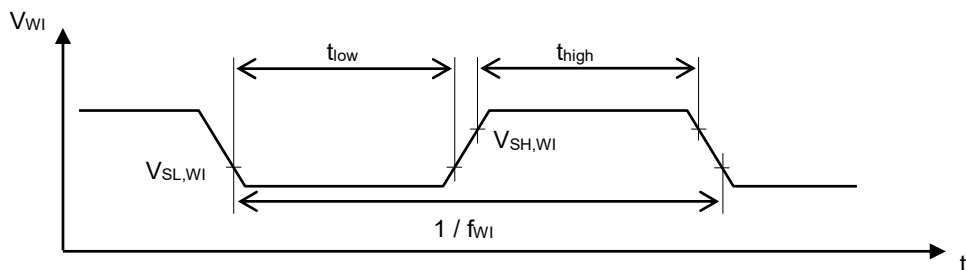 VWI
tlow
thigh
VSH,WI
VSL,WI
1 / fWI
t